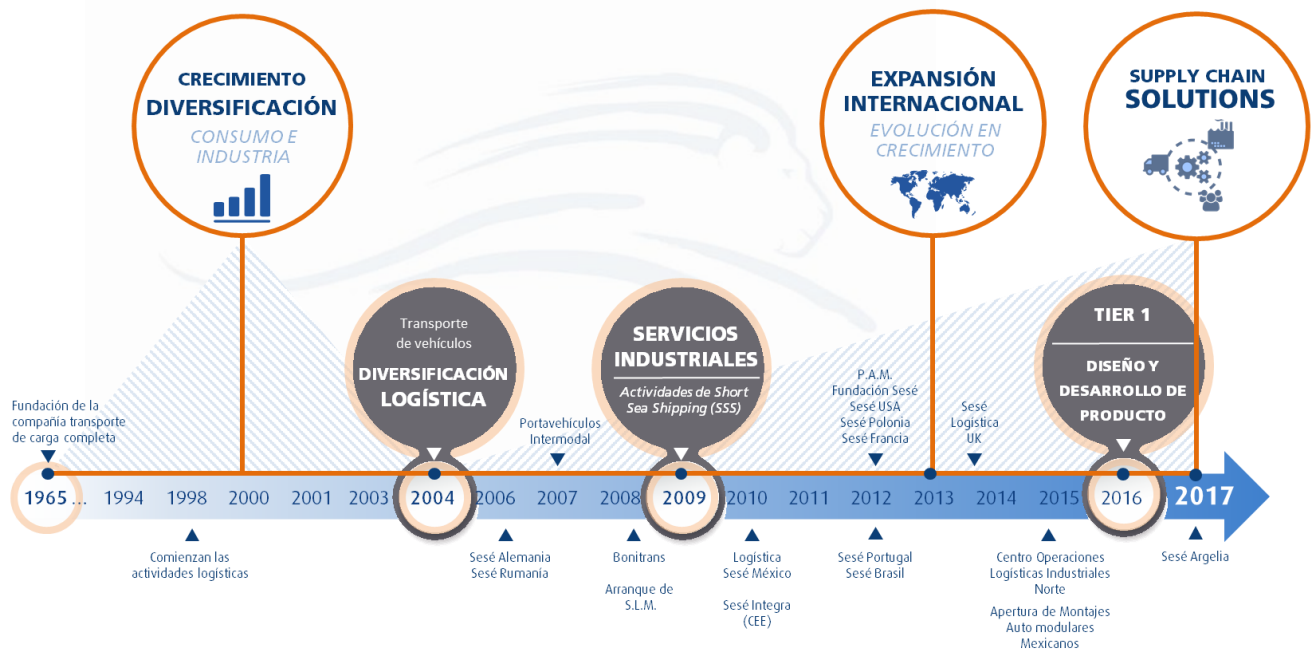 CRECIMIENTO
DIVERSIFICACIÓN
CONSUMO E
INDUSTRIA
EXPANSIÓN
INTERNACIONAL
EVOLUCIÓN EN
CRECIMIENTO
SUPPLY CHAIN
SOLUTIONS
Transporte
de vehículos
DIVERSIFICACIÓN
LOGÍSTICA
SERVICIOS
INDUSTRIALES
Actividades de Short
Sea Shipping (SSS)
TIER 1
DISEÑO Y
DESARROLLO DE
PRODUCTO
Fundación de la
compañía transporte
de carga completa
Portavehículos
Intermodal
P.A.M.
Fundación Sesé
Sesé USA
Sesé Polonia
Sesé Francia
Sesé
Logística
UK
1965 ... 1994 1998 2000 2001 2003 2004 2006 2007 2008 2009 2010 2011 2012 2013 2014 2015 2016 2017
Comienzan las
actividades logísticas
Sesé Alemania
Sesé Rumanía
Bonitrans
Arranque de
S.L.M.
Logística
Sesé México
Sesé Integra
(CEE)
Sesé Portugal
Sesé Brasil
Centro Operaciones
Logísticas Industriales
Norte
Apertura de Montajes
Auto modulares
Mexicanos
Sesé Argelia